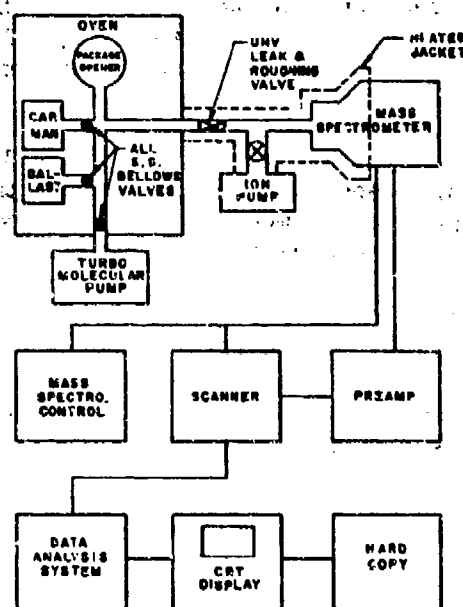 OVEN
PACKAGE
OPENER
UHV
LEAK &
ROUGHING
VALVE
HEATER
JACKET
CAP
MAN
MASS
SPECTROMETER
ALL
S.S.
BELLOWS
VALVES
BAL-
LAST
ION
PUMP
TURBO
MOLECULAR
PUMP
MASS
SPECTRO.
CONTROL
SCANNER
PREAMP
DATA
ANALYSIS
SYSTEM
CRT
DISPLAY
HARD
COPY